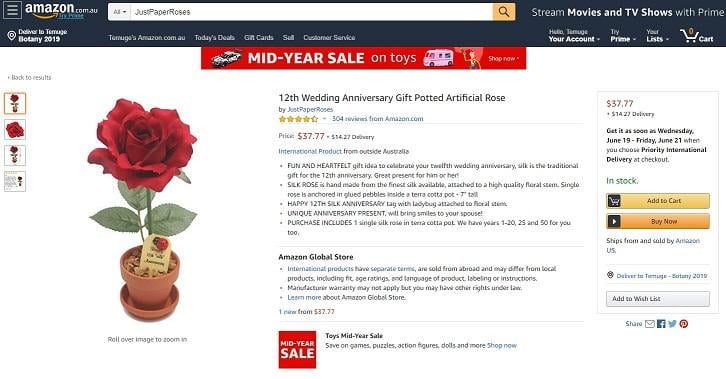 amazon.com.au
Try Prime
All
JustPaperRoses
Stream Movies and TV Shows with Prime
Deliver to Temuge
Botany 2019
Temuge's Amazon.com.au Today's Deals Gift Cards Sell Customer Service
Hello, Temuge
Your Account
Try
Prime
Your
Lists
0
Cart
MID-YEAR SALE on toys
Shop now ›
‹ Back to results
12th Wedding Anniversary Gift Potted Artificial Rose
by JustPaperRoses
304 reviews from Amazon.com
Price: $37.77 + $14.27 Delivery
International Product from outside Australia
• FUN AND HEARTFELT gift idea to celebrate your twelfth wedding anniversary, silk is the traditional
gift for the 12th anniversary. Great present for him or her!
• SILK ROSE is hand made from the finest silk available, attached to a high quality floral stem. Single
rose is anchored in glued pebbles inside a terra cotta pot - 7" tall
• HAPPY 12TH SILK ANNIVERSARY tag with ladybug attached to floral stem.
• UNIQUE ANNIVERSARY PRESENT, will bring smiles to your spouse!
• PURCHASE INCLUDES 1 single silk rose in terra cotta pot. We have years 1-20, 25 and 50 for you
too.
Amazon Global Store
• International products have separate terms, are sold from abroad and may differ from local
products, including fit, age ratings, and language of product, labeling or instructions.
• Manufacturer warranty may not apply but you may have other rights under law.
• Learn more about Amazon Global Store.
1 new from $37.77
Roll over image to zoom in
MID-YEAR
SALE
Toys Mid-Year Sale
Save on games, puzzles, action figures, dolls and more Shop now
$37.77
+ $14.27 Delivery
Get it as soon as Wednesday,
June 19 - Friday, June 21 when
you choose Priority International
Delivery at checkout.
In stock.
Add to Cart
Buy Now
Ships from and sold by Amazon
US.
Deliver to Temuge - Botany 2019
Add to Wish List
Share